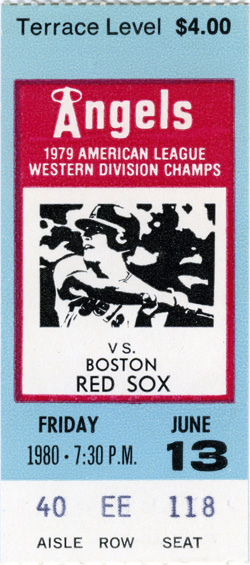 Terrace Level $4.00
Angels
1979 AMERICAN LEAGUE
WESTERN DIVISION CHAMPS
VS.
BOSTON
RED SOX
FRIDAY JUNE
1980 • 7:30 P.M. 13
40 EE 118
AISLE ROW SEAT